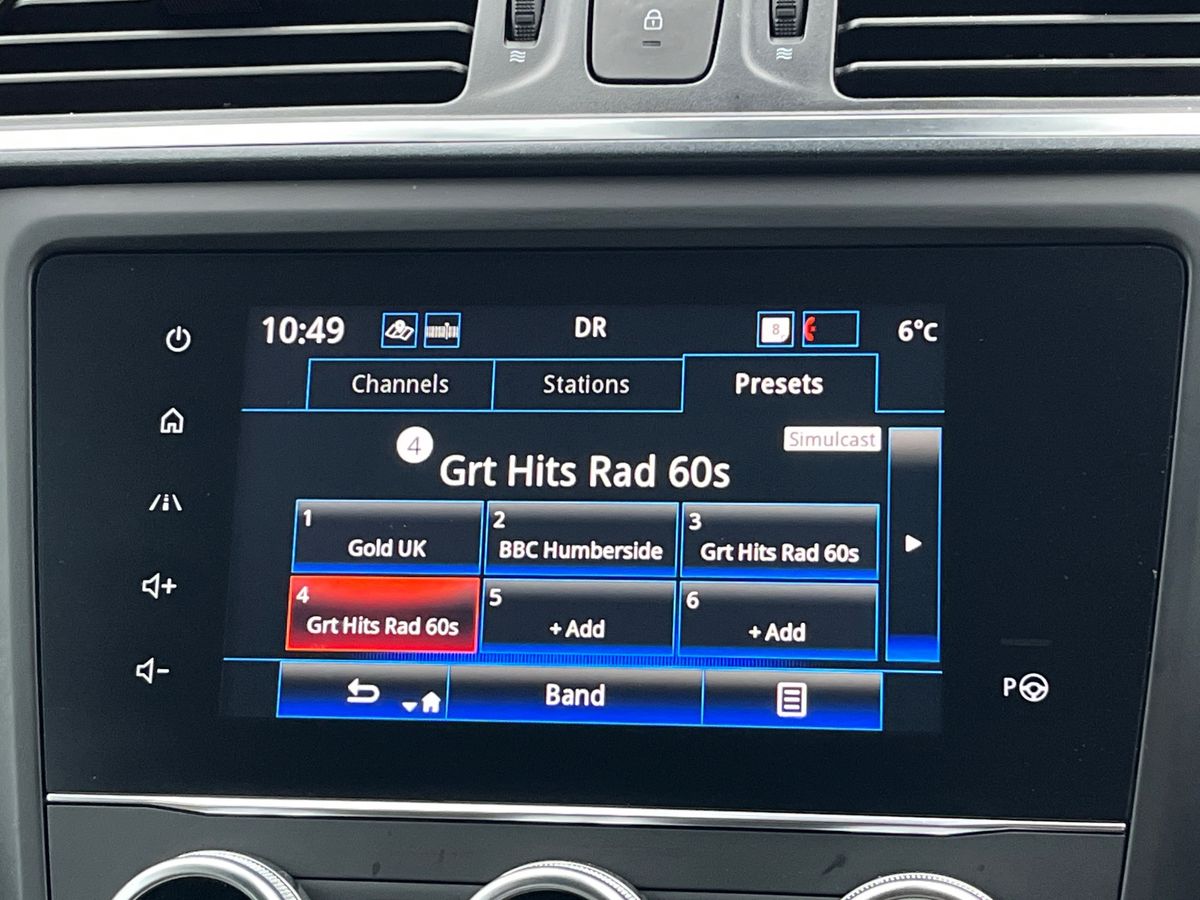 10:49 DR 8 6°C
Channels Stations Presets
4 Simulcast
Grt Hits Rad 60s
1 2 3
Gold UK BBC Humberside Grt Hits Rad 60s
4 5 6
Grt Hits Rad 60s +Add +Add
Band
+
-
P